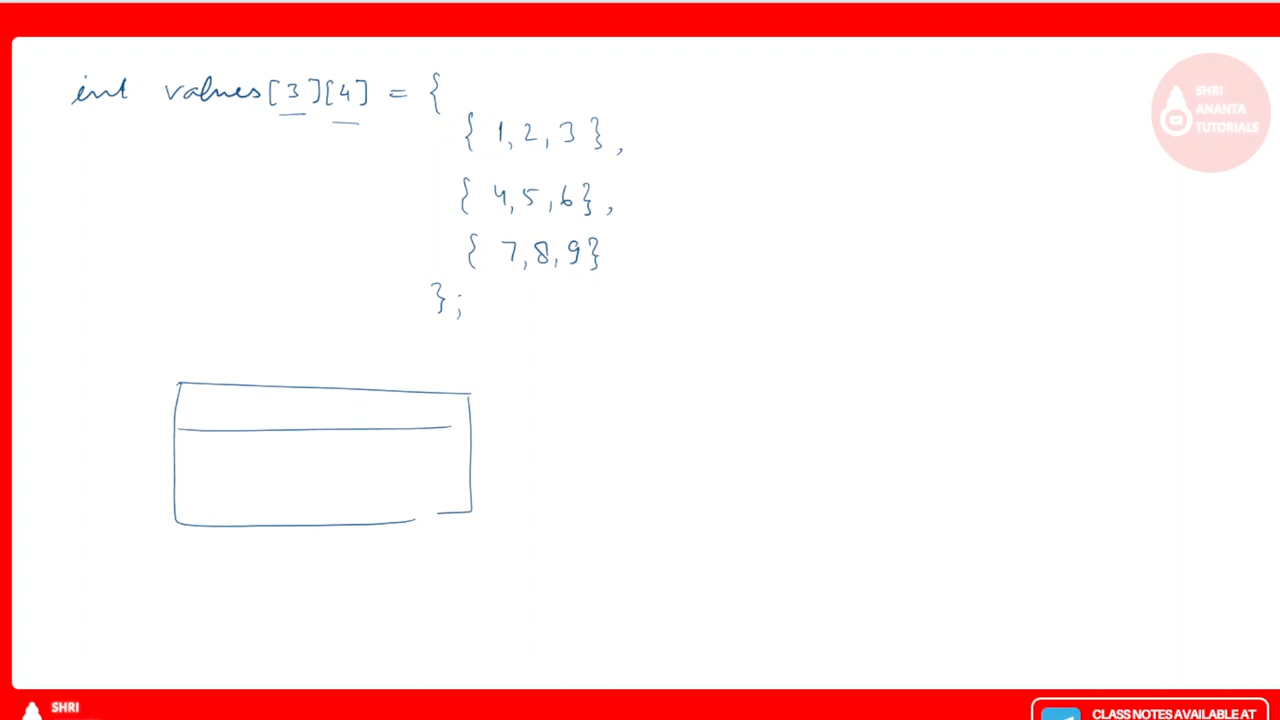 int values[3][4] = {
{ 1, 2, 3 },
{ 4, 5, 6 },
{ 7, 8, 9 }
};
SHRI
ANANTA
TUTORIALS
SHRI
CLASS NOTES AVAILABLE AT